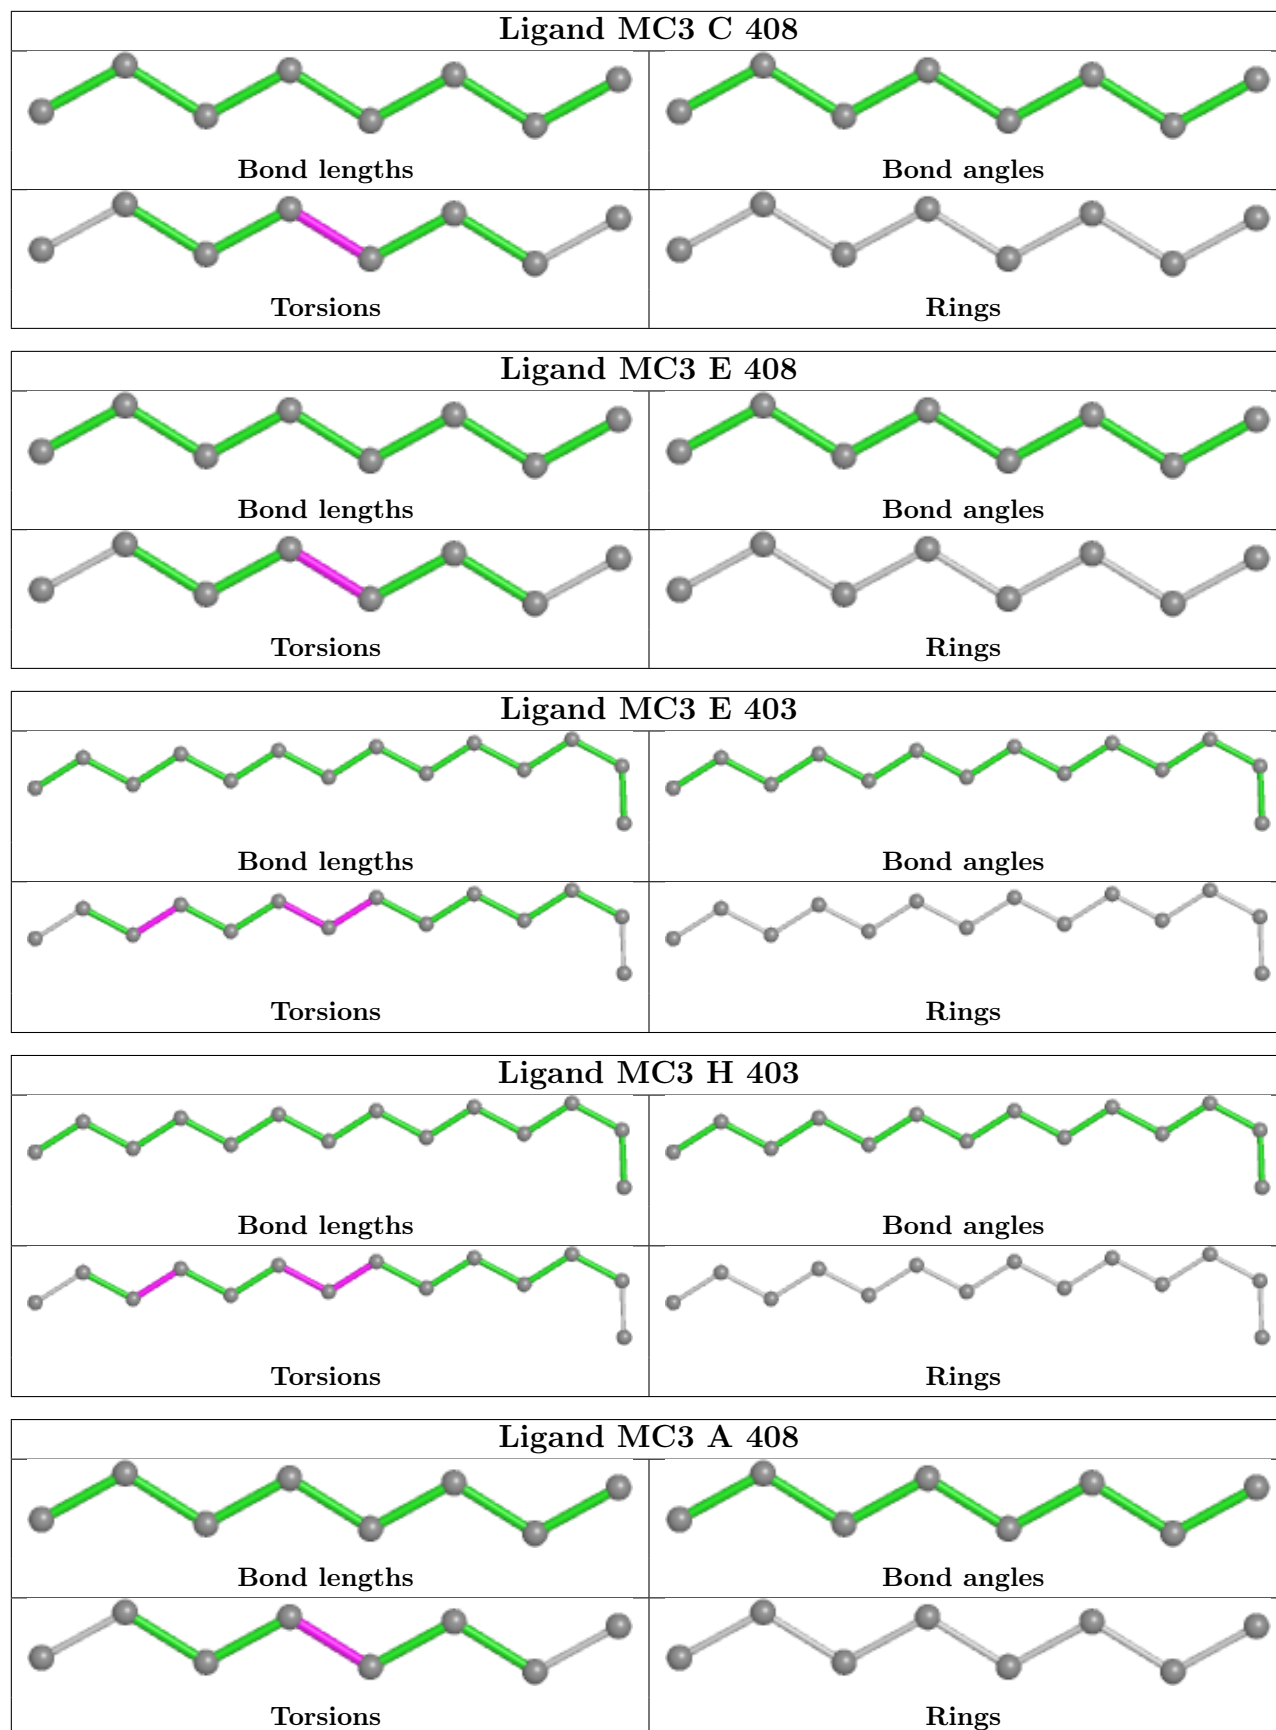 Ligand MC3 C 408
Bond lengths
Bond angles
Torsions
Rings
Ligand MC3 E 408
Bond lengths
Bond angles
Torsions
Rings
Ligand MC3 E 403
Bond lengths
Bond angles
Torsions
Rings
Ligand MC3 H 403
Bond lengths
Bond angles
Torsions
Rings
Ligand MC3 A 408
Bond lengths
Bond angles
Torsions
Rings